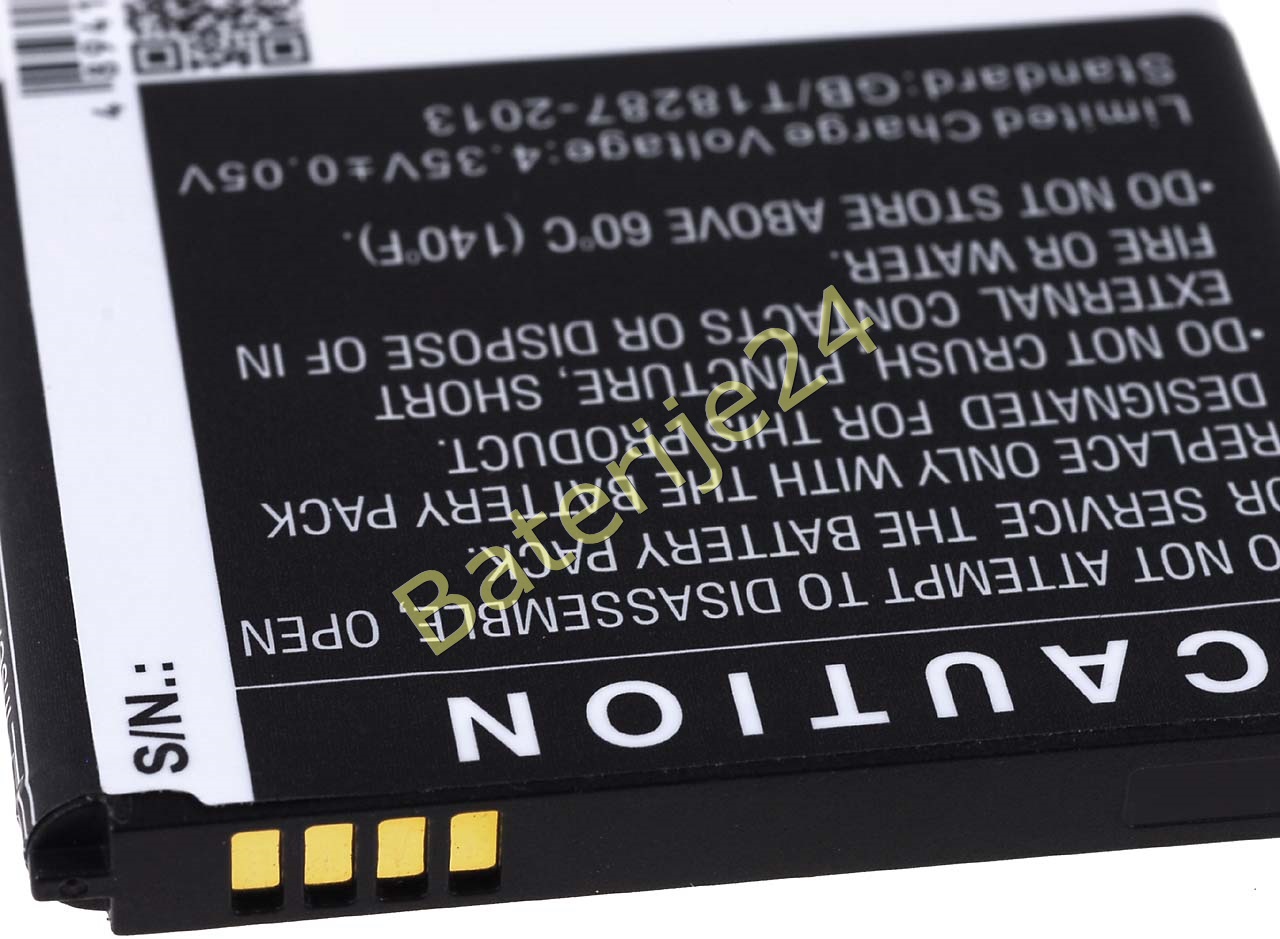 CAUTION
O NOT ATTEMPT TO DISASSEMBLE, OPEN
OR SERVICE THE BATTERY PACK.
REPLACE ONLY WITH THE BATTERY PACK
DESIGNATED FOR THIS PRODUCT.
•DO NOT CRUSH, PUNCTURE, SHORT
EXTERNAL CONTACTS OR DISPOSE OF IN
FIRE OR WATER.
•DO NOT STORE ABOVE 60°C (140°F).
Limited Charge Voltage:4.35V±0.05V
Standard:GB/T18287-2013
S/N.:
4 8941
Baterije24